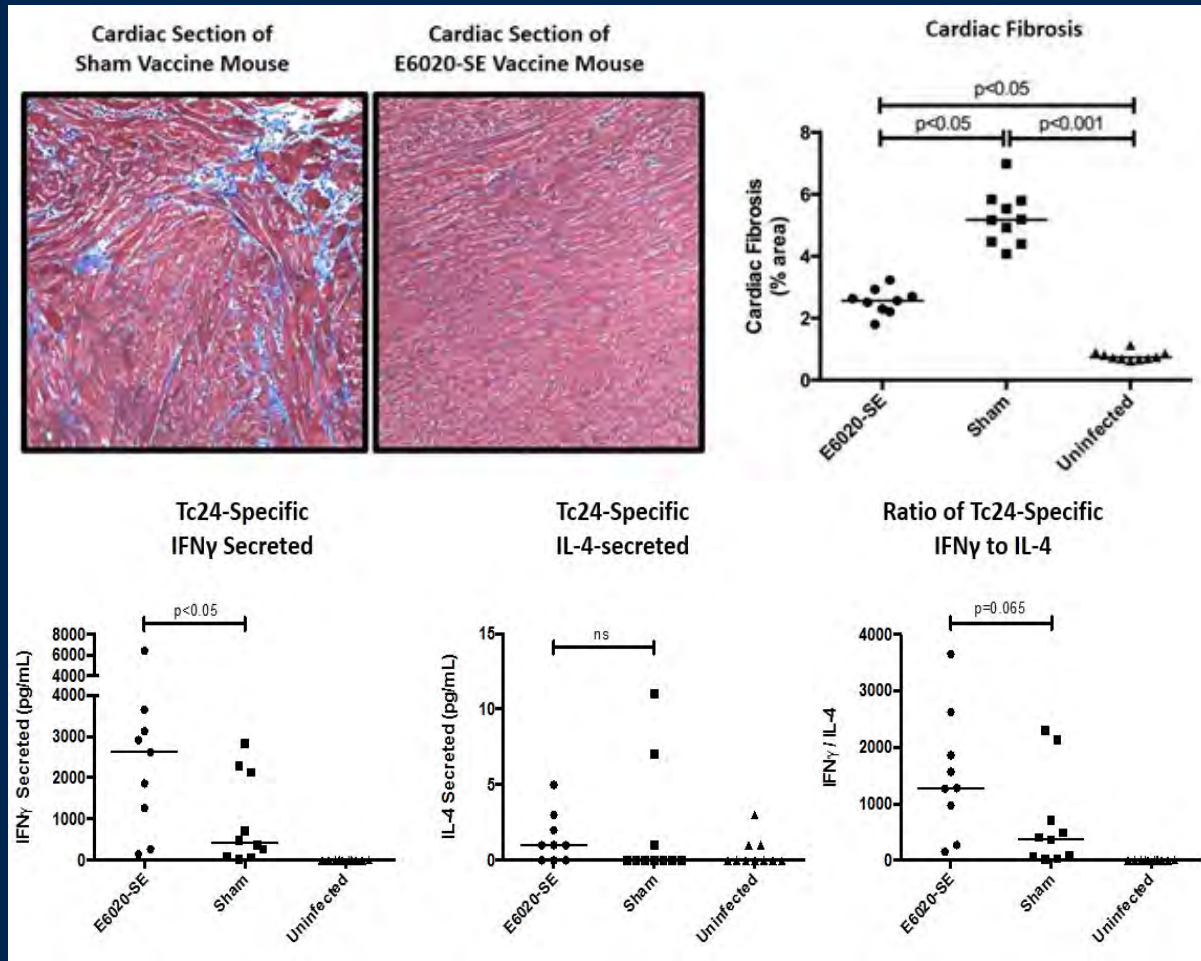 Cardiac Section of
Sham Vaccine Mouse
Cardiac Section of
E6020-SE Vaccine Mouse
Cardiac Fibrosis
p<0.05
p<0.05
p<0.001
Cardiac Fibrosis
(% area)
8
6
4
2
0
E6020-SE
Sham
Uninfected
Tc24-Specific
IFNγ Secreted
p<0.05
IFNγ Secreted (pg/mL)
8000
6000
4000
4000
3000
2000
1000
0
E6020-SE
Sham
Uninfected
Tc24-Specific
IL-4-secreted
ns
IL-4 Secreted (pg/mL)
15
10
5
0
E6020-SE
Sham
Uninfected
Ratio of Tc24-Specific
IFNγ to IL-4
p=0.065
IFNγ / IL-4
4000
3000
2000
1000
0
E6020-SE
Sham
Uninfected